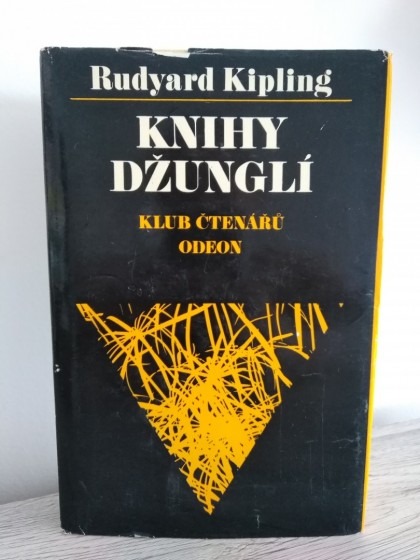 Rudyard Kipling
KNIHY
DŽUNGLÍ
KLUB ČTENÁŘŮ
ODEON